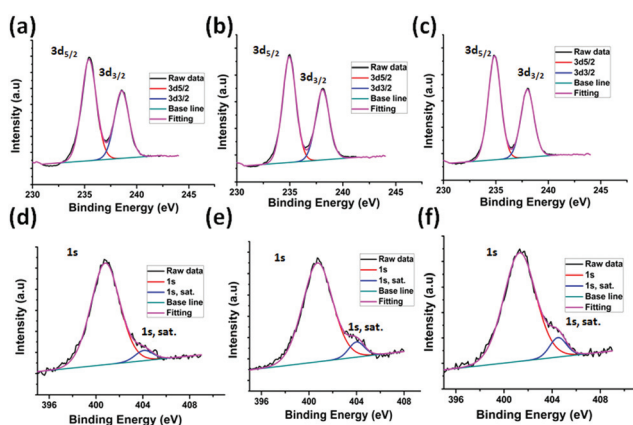 (a)
3d5/2
3d3/2
Raw data
3d5/2
3d3/2
Base line
Fitting
Intensity (a.u)
230 235 240 245
Binding Energy (eV)
(b)
3d5/2
3d3/2
Raw data
3d5/2
3d3/2
Base line
Fitting
Intensity (a.u)
230 235 240 245
Binding Energy (eV)
(c)
3d5/2
3d3/2
Raw data
3d5/2
3d3/2
Base line
Fitting
Intensity (a.u)
230 235 240 245
Binding Energy (eV)
(d)
1s
Raw data
1s
1s, sat.
Base line
Fitting
1s, sat.
Intensity (a.u)
396 400 404 408
Binding Energy (eV)
(e)
1s
Raw data
1s
1s, sat.
Base line
Fitting
1s, sat.
Intensity (a.u)
396 400 404 408
Binding Energy (eV)
(f)
1s
Raw data
1s
1s, sat.
Base line
Fitting
1s, sat.
Intensity (a.u)
396 400 404 408
Binding Energy (eV)